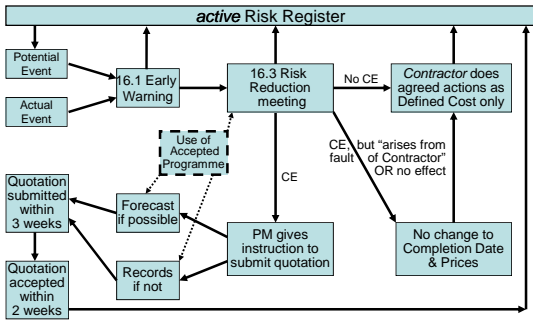 active Risk Register
Potential
Event
Actual
Event
16.1 Early
Warning
16.3 Risk
Reduction
meeting
No CE
Contractor does
agreed actions as
Defined Cost only
Use of
Accepted
Programme
CE, but “arises from
fault of Contractor”
OR no effect
CE
Quotation
submitted
within
3 weeks
Forecast
if possible
PM gives
instruction to
submit quotation
No change to
Completion Date
& Prices
Records
if not
Quotation
accepted
within
2 weeks